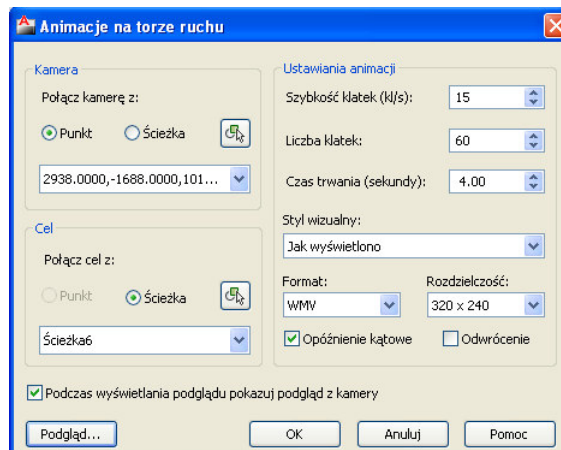 Animacje na torze ruchu
Kamera
Połącz kamerę z:
Punkt Ścieżka
2938.0000,-1688.0000,101...
Cel
Połącz cel z:
Punkt Ścieżka
Ścieżka6
Ustawiania animacji
Szybkość klatek (kl/s): 15
Liczba klatek: 60
Czas trwania (sekundy): 4.00
Styl wizualny:
Jak wyświetlono
Format: Rozdzielczość:
WMV 320 x 240
Opóźnienie kątowe Odwrócenie
Podczas wyświetlania podglądu pokazuj podgląd z kamery
Podgląd... OK Anuluj Pomoc